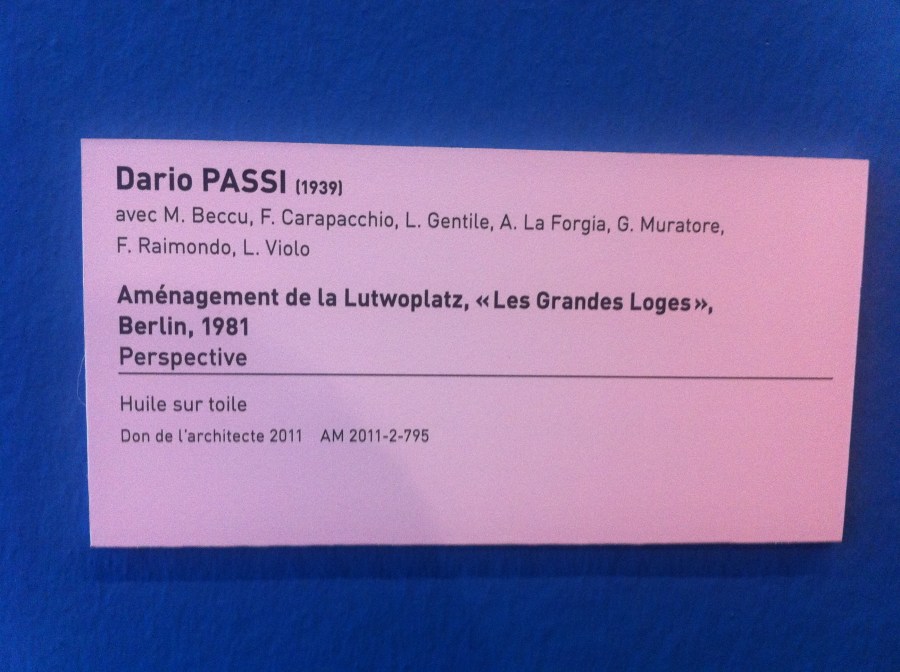 Dario PASSI (1939)
avec M. Beccu, F. Carapacchio, L. Gentile, A. La Forgia, G. Muratore,
F. Raimondo, L. Violo
Aménagement de la Lutwoplatz, «Les Grandes Loges»,
Berlin, 1981
Perspective
Huile sur toile
Don de l'architecte 2011 AM 2011-2-795